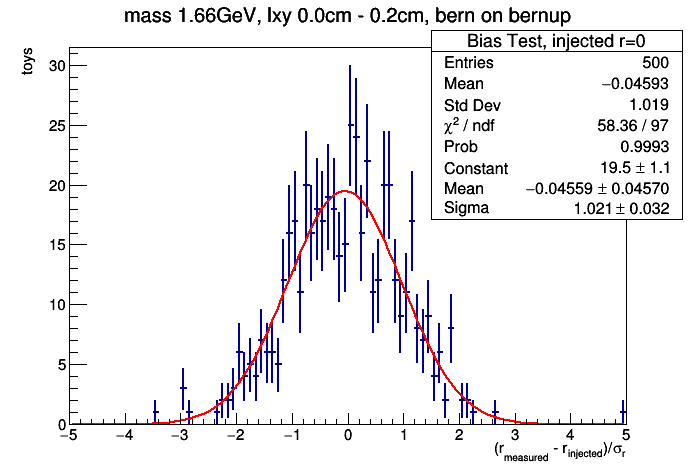 mass 1.66GeV, lxy 0.0cm - 0.2cm, bern on bernup
Bias Test, injected r=0
Entries 500
Mean −0.04593
Std Dev 1.019
χ² / ndf 58.36 / 97
Prob 0.9993
Constant 19.5 ± 1.1
Mean −0.04559 ± 0.04570
Sigma 1.021 ± 0.032
toys
30
25
20
15
10
5
0
−5 −4 −3 −2 −1 0 1 2 3 4 5
(r_measured - r_injected)/σ_r